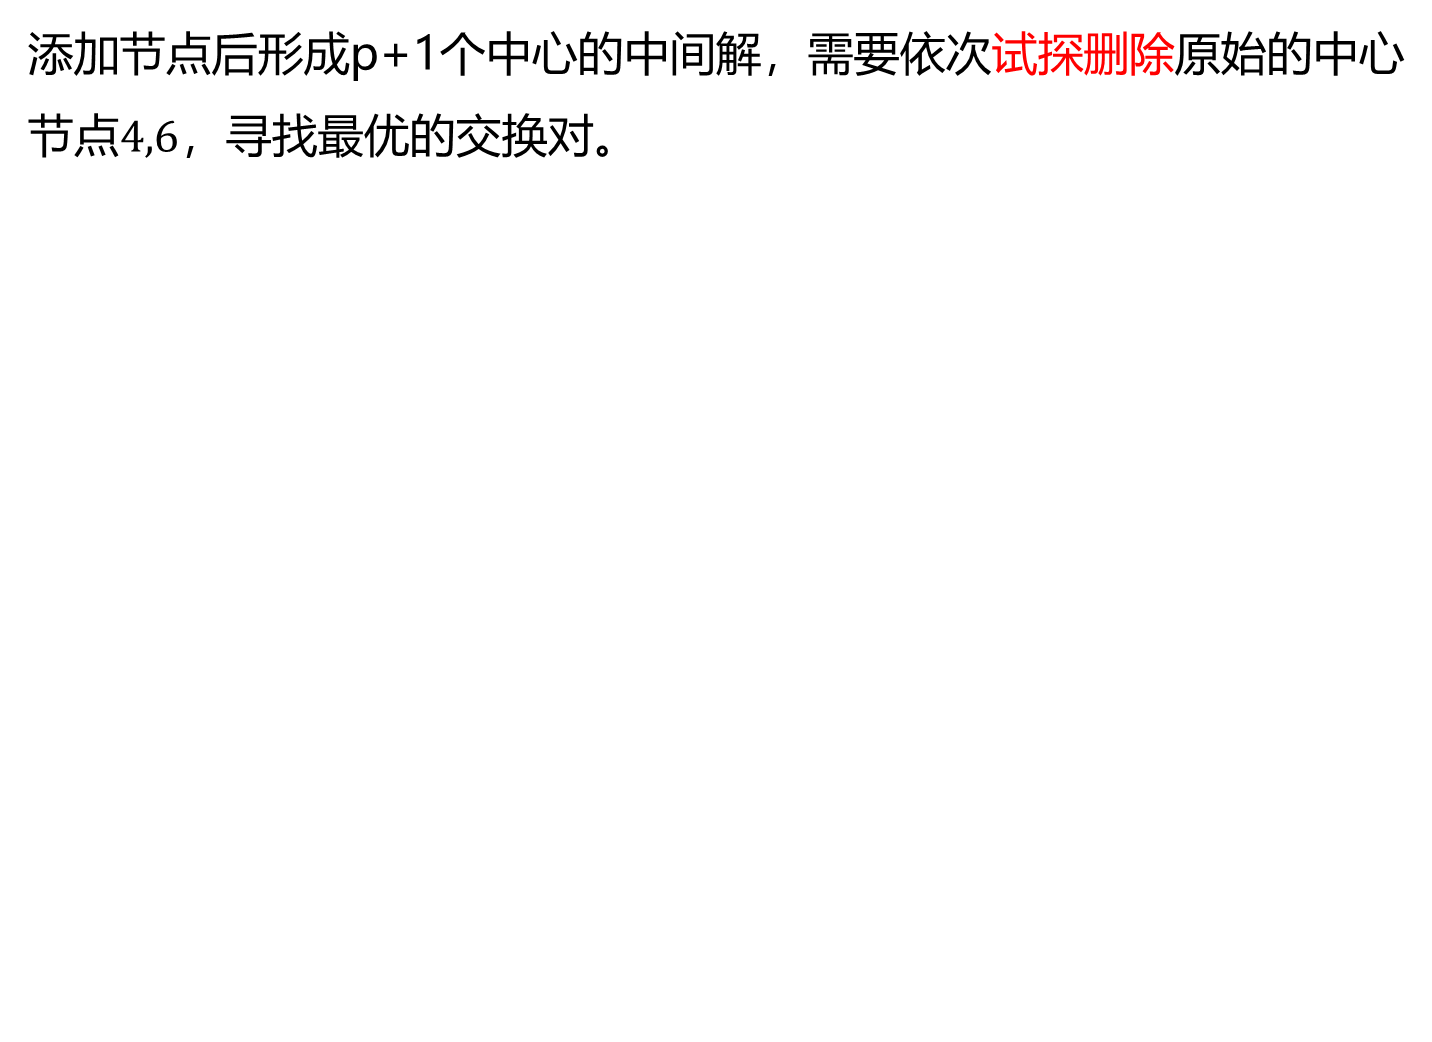 添加节点后形成p+1个中心的中间解，需要依次试探删除原始的中心
节点4,6，寻找最优的交换对。